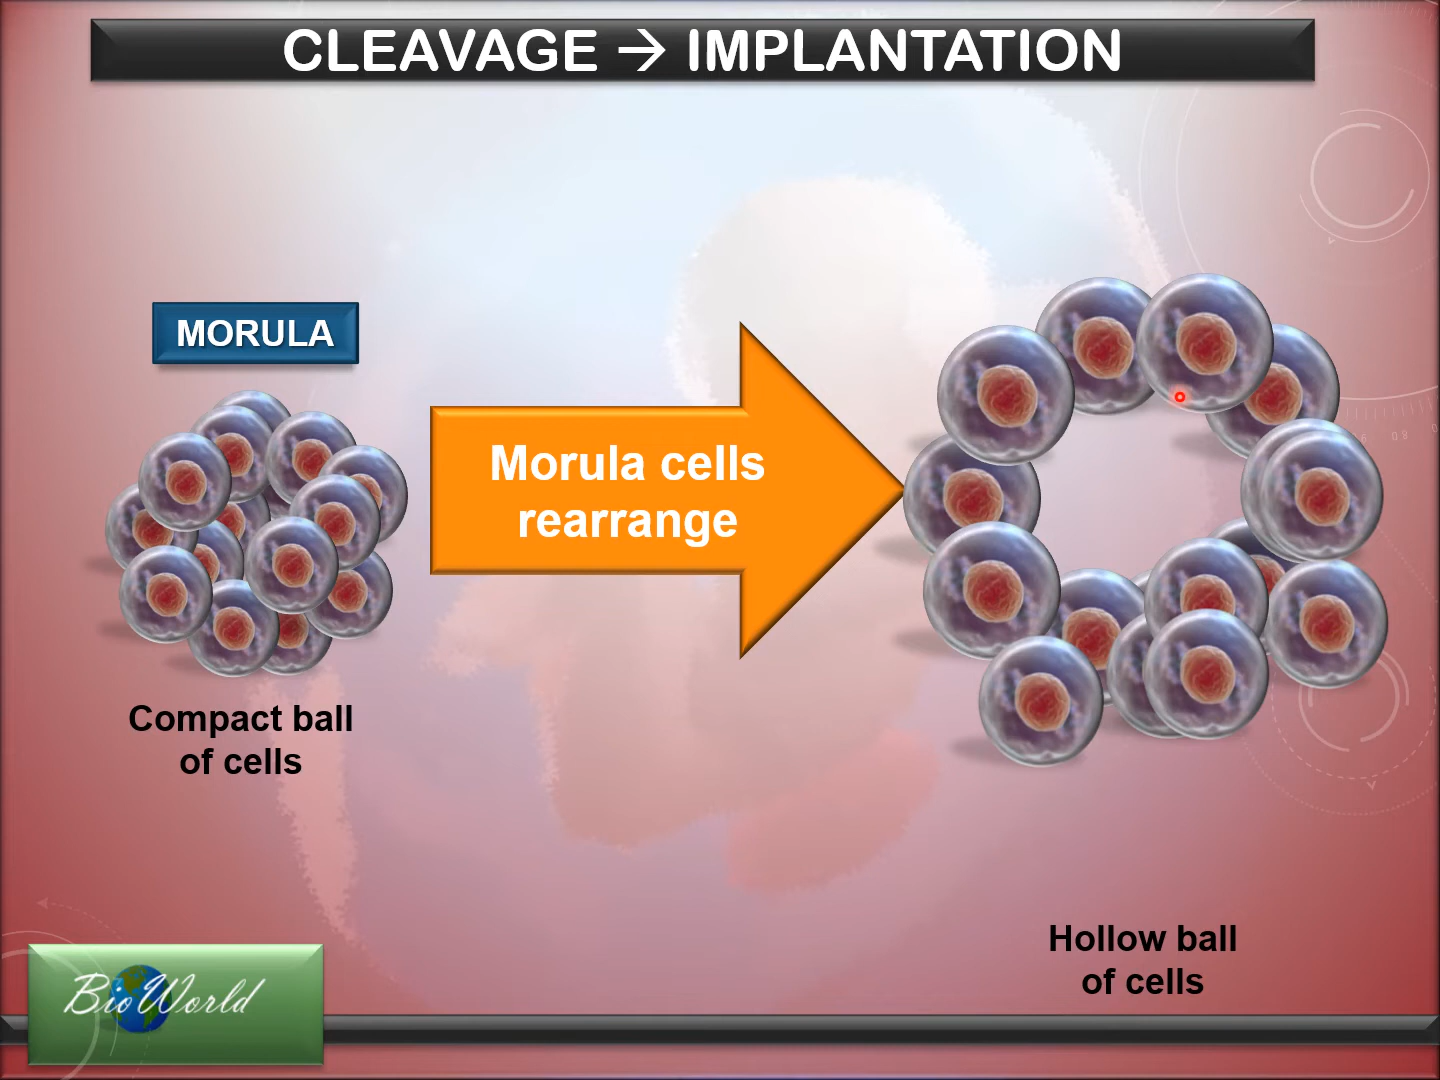 CLEAVAGE → IMPLANTATION
MORULA
Morula cells
rearrange
Compact ball
of cells
Hollow ball
of cells
BioWorld